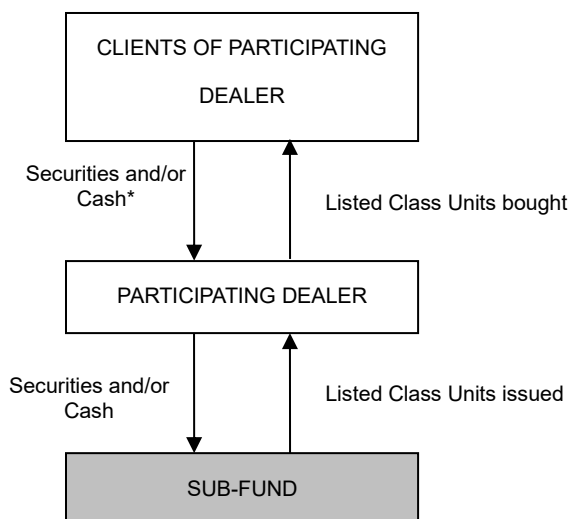 CLIENTS OF PARTICIPATING
DEALER
Securities and/or
Cash*
Listed Class Units bought
PARTICIPATING DEALER
Securities and/or
Cash
Listed Class Units issued
SUB-FUND